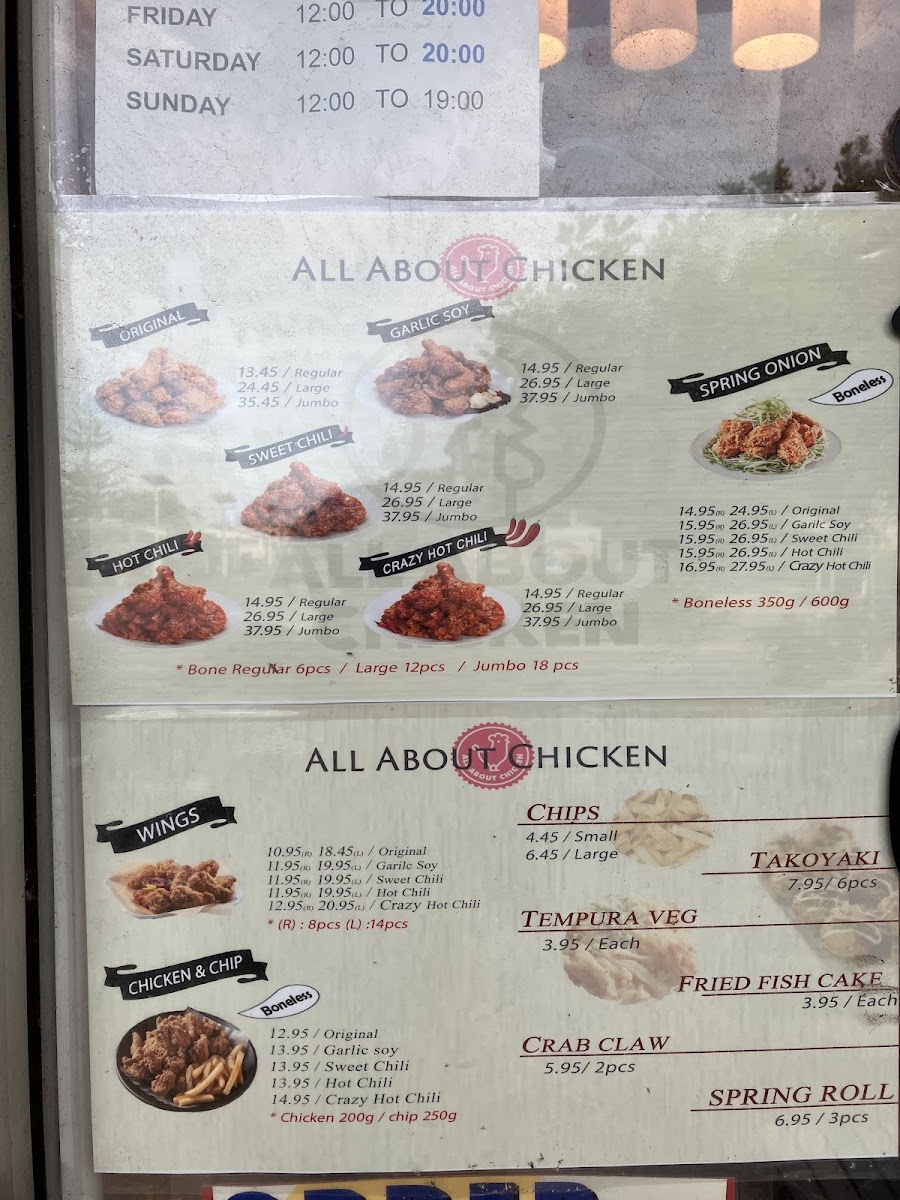 FRIDAY 12:00 TO 20:00
SATURDAY 12:00 TO 20:00
SUNDAY 12:00 TO 19:00
ALL ABOUT CHICKEN
ORIGINAL
13.45 / Regular
24.45 / Large
35.45 / Jumbo
GARLIC SOY
14.95 / Regular
26.95 / Large
37.95 / Jumbo
SWEET CHILI
14.95 / Regular
26.95 / Large
37.95 / Jumbo
HOT CHILI
14.95 / Regular
26.95 / Large
37.95 / Jumbo
CRAZY HOT CHILI
14.95 / Regular
26.95 / Large
37.95 / Jumbo
* Bone Regular 6pcs / Large 12pcs / Jumbo 18 pcs
SPRING ONION
Boneless
14.95(R) 24.95(L) / Original
15.95(R) 26.95(L) / Garilc Soy
15.95(R) 26.95(L) / Sweet Chili
15.95(R) 26.95(L) / Hot Chili
16.95(R) 27.95(L) / Crazy Hot Chili
* Boneless 350g / 600g
ALL ABOUT
CHICKEN
ALL ABOUT CHICKEN
ALL ABOUT CHICKEN
WINGS
10.95(R) 18.45(L) / Original
11.95(R) 19.95(L) / Garilc Soy
11.95(R) 19.95(L) / Sweet Chili
11.95(R) 19.95(L) / Hot Chili
12.95(R) 20.95(L) / Crazy Hot Chili
* (R) : 8pcs (L) :14pcs
CHICKEN & CHIP
Boneless
12.95 / Original
13.95 / Garlic soy
13.95 / Sweet Chili
13.95 / Hot Chili
14.95 / Crazy Hot Chili
* Chicken 200g / chip 250g
CHIPS
4.45 / Small
6.45 / Large
TAKOYAKI
7.95/ 6pcs
TEMPURA VEG
3.95 / Each
FRIED FISH CAKE
3.95 / Each
CRAB CLAW
5.95/ 2pcs
SPRING ROLL
6.95 / 3pcs